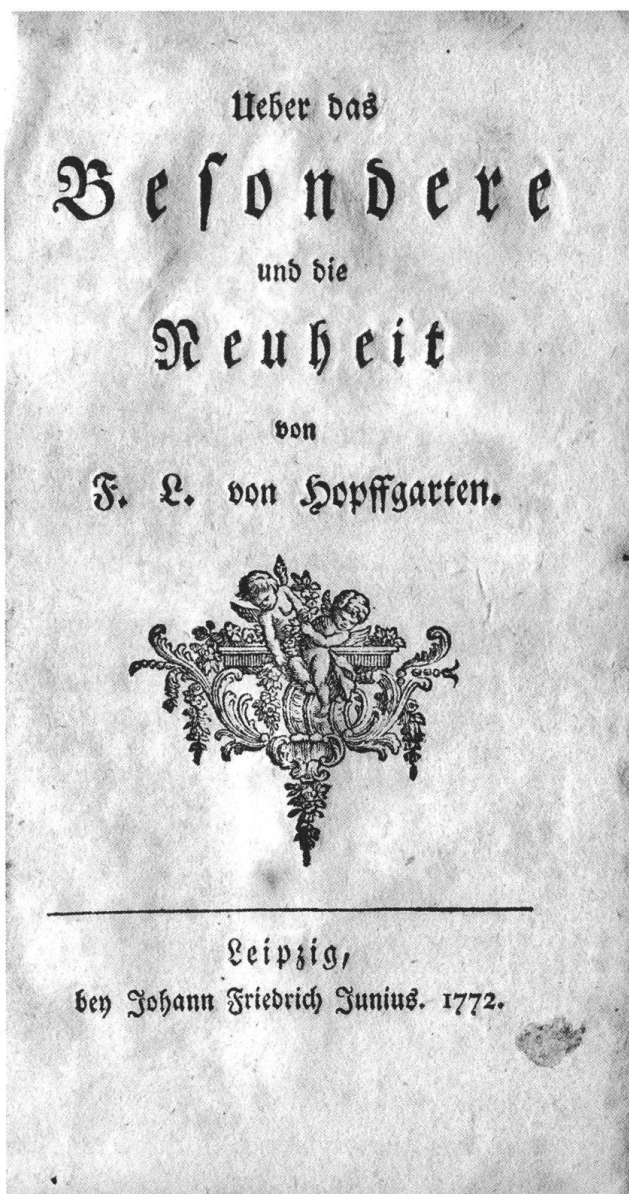 Ueber das
Beſondere
und die
Neuheit
von
F. L. von Hopffgarten.
Leipzig,
bey Johann Friedrich Junius. 1772.